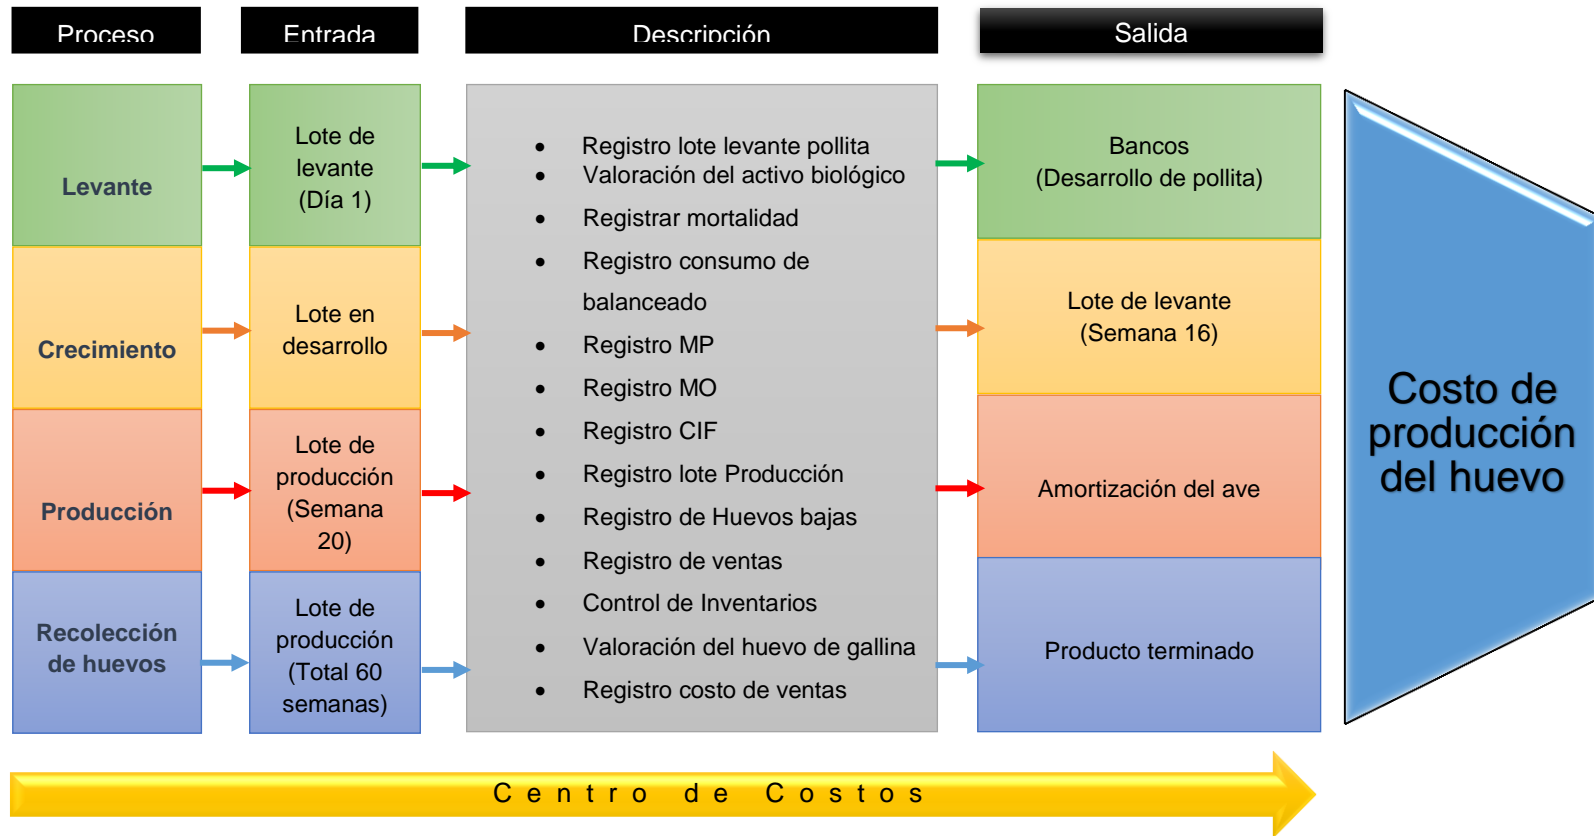 Proceso
Entrada
Descripción
Salida
Levante
Lote de
levante
(Día 1)
Crecimiento
Lote en
desarrollo
Producción
Lote de
producción
(Semana
20)
Recolección
de huevos
Lote de
producción
(Total 60
semanas)
• Registro lote levante pollita
• Valoración del activo biológico
• Registrar mortalidad
• Registro consumo de
balanceado
• Registro MP
• Registro MO
• Registro CIF
• Registro lote Producción
• Registro de Huevos bajas
• Registro de ventas
• Control de Inventarios
• Valoración del huevo de gallina
• Registro costo de ventas
Bancos
(Desarrollo de pollita)
Lote de levante
(Semana 16)
Amortización del ave
Producto terminado
Costo de
producción
del huevo
Centro de Costos